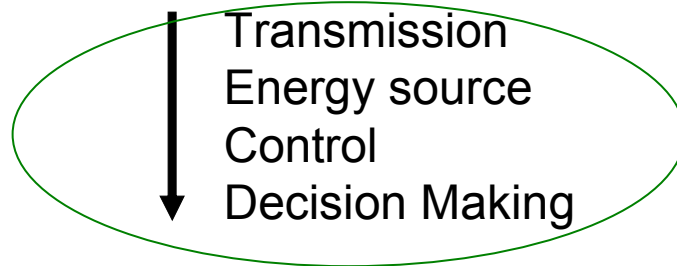 Transmission
Energy source
Control
Decision Making